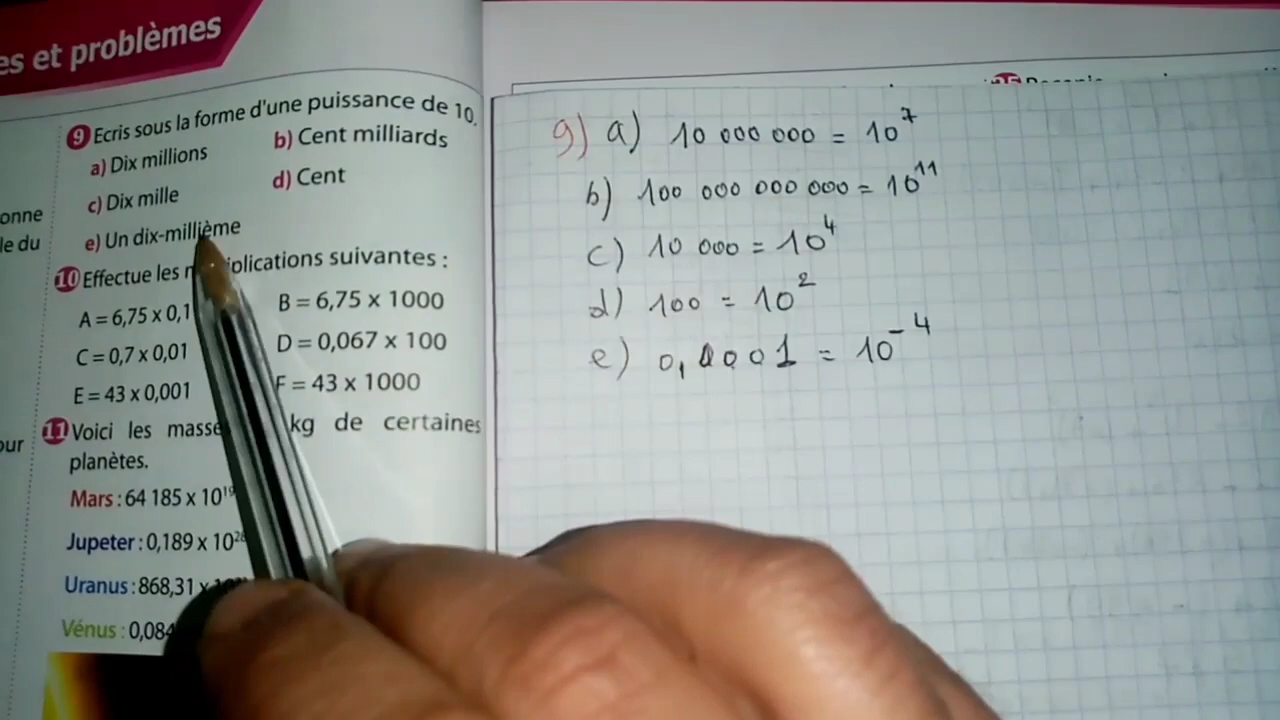 es et problèmes
9 Ecris sous la forme d'une puissance de 10.
a) Dix millions b) Cent milliards
c) Dix mille d) Cent
e) Un dix-millième
onne
le du
10 Effectue les plications suivantes :
A = 6,75 x 0,1 B = 6,75 x 1000
C = 0,7 x 0,01 D = 0,067 x 100
E = 43 x 0,001 F = 43 x 1000
our
11 Voici les masse kg de certaines
planètes.
Mars : 64 185 x 10¹⁹
Jupeter : 0,189 x 10²⁸
Uranus : 868,31 x
Vénus : 0,084
9) a) 10 000 000 = 10⁷
b) 100 000 000 000 = 10¹¹
c) 10 000 = 10⁴
d) 100 = 10²
e) 0,0001 = 10⁻⁴